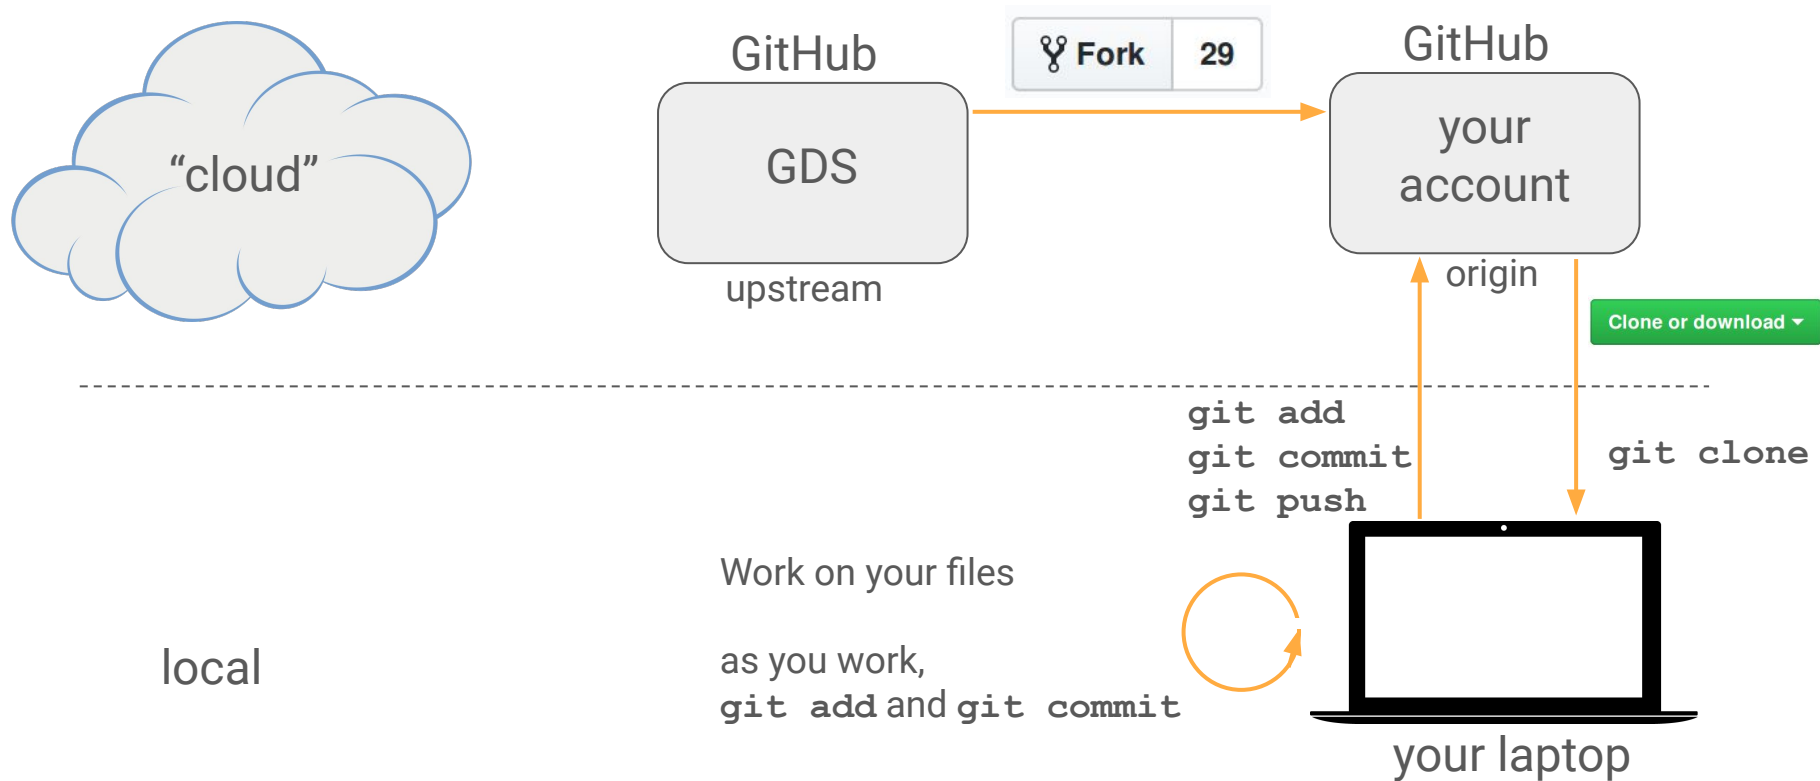 “cloud”
GitHub
GDS
upstream
Fork 29
GitHub
your
account
origin
Clone or download
git add
git commit
git push
git clone
Work on your files
as you work,
git add and git commit
local
your laptop